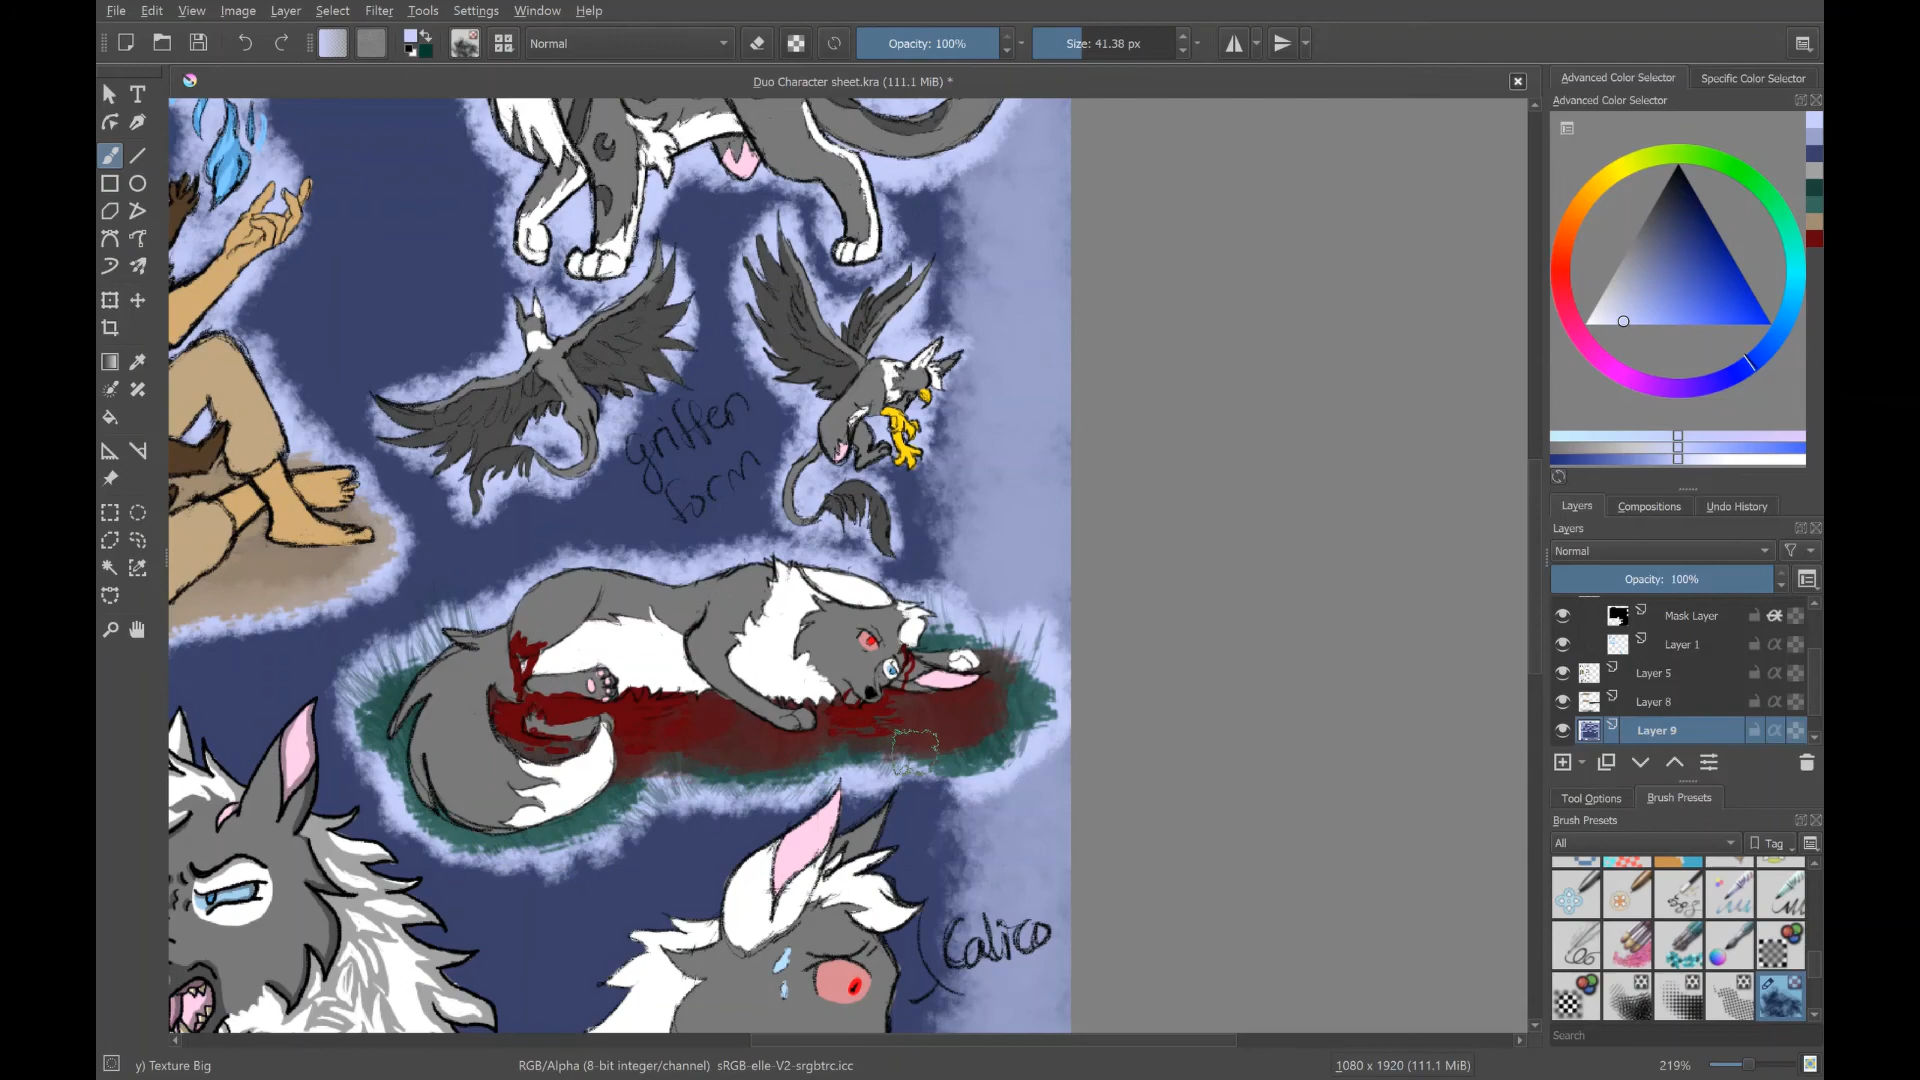 File Edit View Image Layer Select Filter Tools Settings Window Help
Normal Opacity: 100% Size: 41.38 px
Duo Character sheet.kra (111.1 MiB) *
Advanced Color Selector Specific Color Selector
Advanced Color Selector
griffen
form
Calico
Layers Compositions Undo History
Layers
Normal
Opacity: 100%
Mask Layer
Layer 1
Layer 5
Layer 8
Layer 9
Tool Options Brush Presets
Brush Presets
All Tag
Search
y) Texture Big RGB/Alpha (8-bit integer/channel) sRGB-elle-V2-srgbtrc.icc 1080 x 1920 (111.1 MiB) 219%